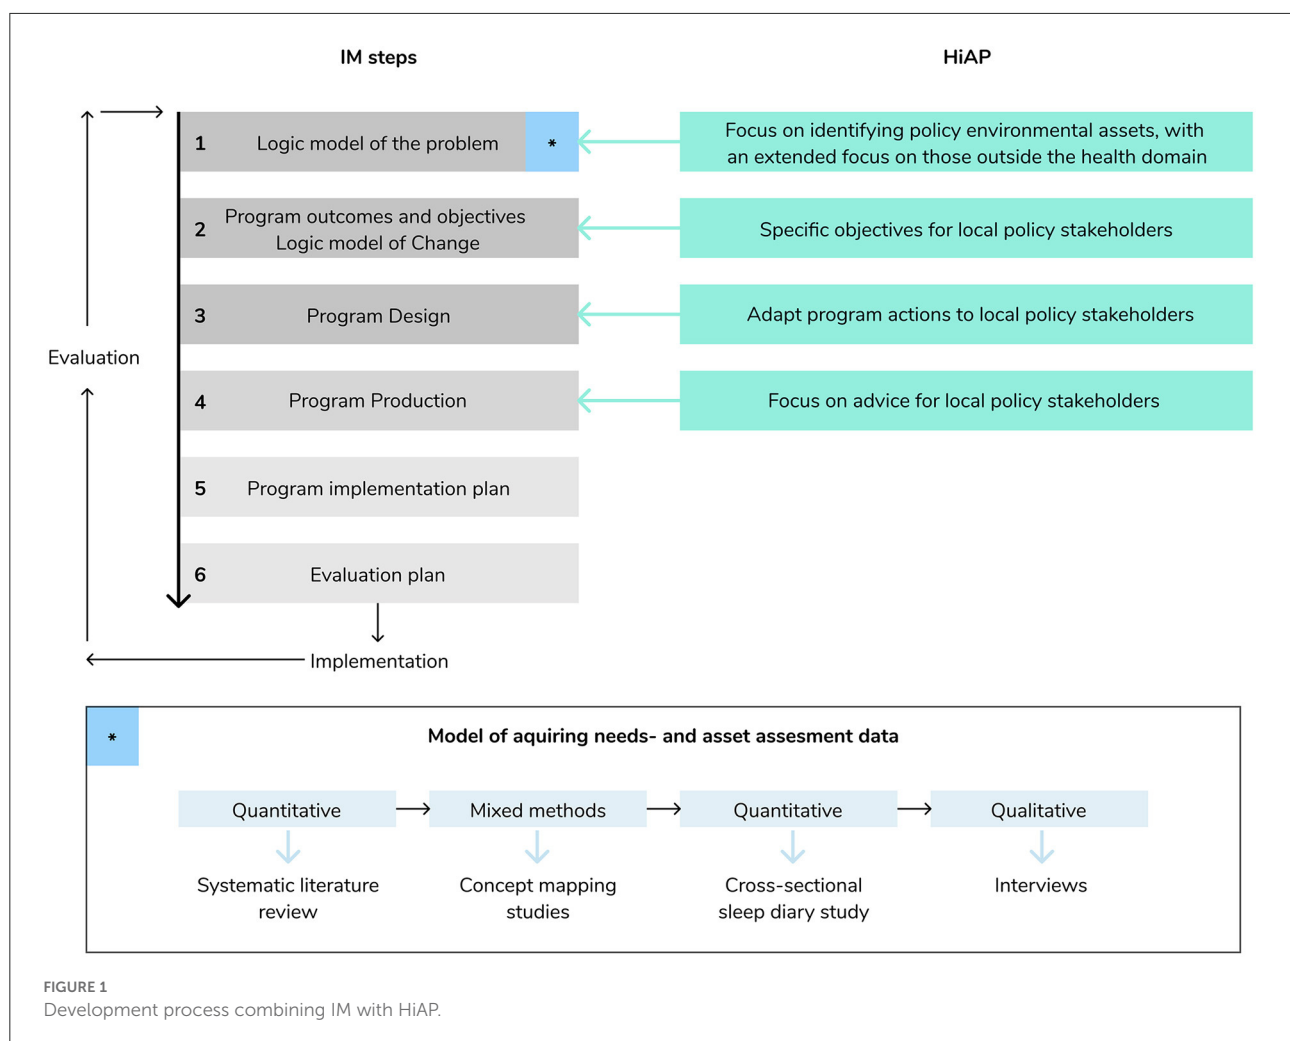 IM steps
HiAP
1 Logic model of the problem *
Focus on identifying policy environmental assets, with
an extended focus on those outside the health domain
2 Program outcomes and objectives
Logic model of Change
Specific objectives for local policy stakeholders
3 Program Design
Adapt program actions to local policy stakeholders
Evaluation
4 Program Production
Focus on advice for local policy stakeholders
5 Program implementation plan
6 Evaluation plan
Implementation
*
Model of aquiring needs- and asset assesment data
Quantitative
Mixed methods
Quantitative
Qualitative
Systematic literature
review
Concept mapping
studies
Cross-sectional
sleep diary study
Interviews
FIGURE 1
Development process combining IM with HiAP.